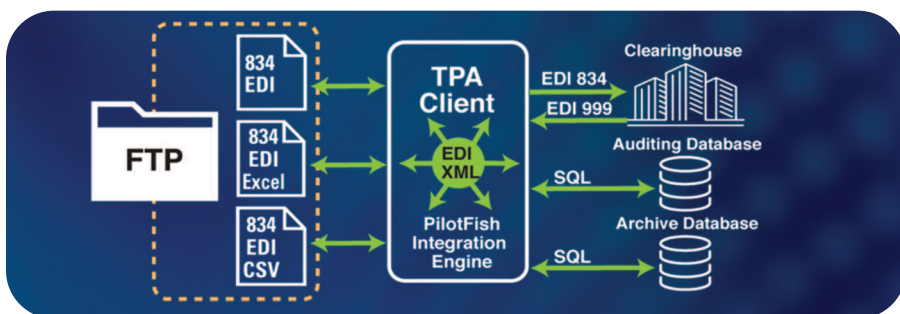 FTP
834
EDI
834
EDI
Excel
834
EDI
CSV
TPA
Client
EDI
XML
PilotFish
Integration
Engine
EDI 834
EDI 999
Clearinghouse
Auditing Database
SQL
Archive Database
SQL